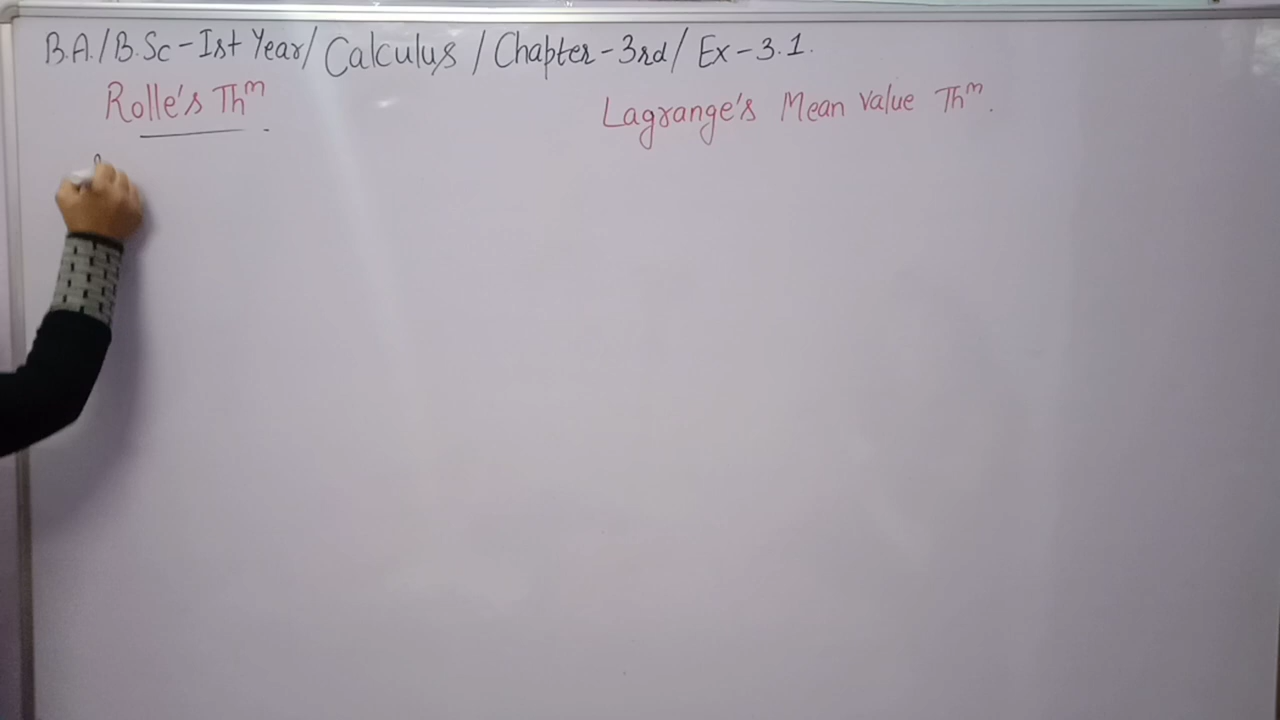 B.A./B.Sc-Ist Year/Calculus/Chapter-3rd/Ex-3.1.
Rolle's Thm.
Lagrange's Mean Value Thm.